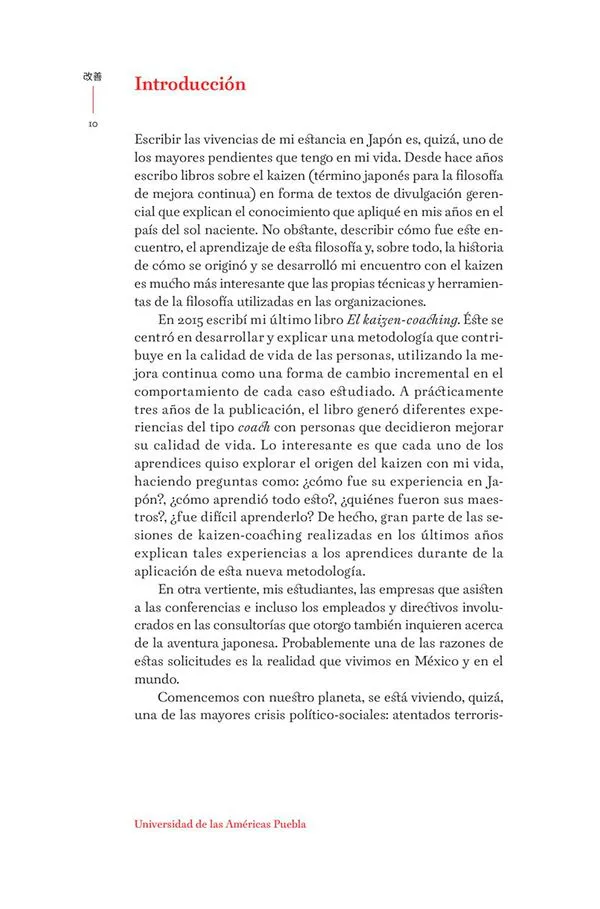 改善
10
Introducción
Escribir las vivencias de mi estancia en Japón es, quizá, uno de
los mayores pendientes que tengo en mi vida. Desde hace años
escribo libros sobre el kaizen (término japonés para la filosofía
de mejora continua) en forma de textos de divulgación geren-
cial que explican el conocimiento que apliqué en mis años en el
país del sol naciente. No obstante, describir cómo fue este en-
cuentro, el aprendizaje de esta filosofía y, sobre todo, la historia
de cómo se originó y se desarrolló mi encuentro con el kaizen
es mucho más interesante que las propias técnicas y herramien-
tas de la filosofía utilizadas en las organizaciones.
En 2015 escribí mi último libro El kaizen-coaching. Éste se
centró en desarrollar y explicar una metodología que contri-
buye en la calidad de vida de las personas, utilizando la me-
jora continua como una forma de cambio incremental en el
comportamiento de cada caso estudiado. A prácticamente
tres años de la publicación, el libro generó diferentes expe-
riencias del tipo coach con personas que decidieron mejorar
su calidad de vida. Lo interesante es que cada uno de los
aprendices quiso explorar el origen del kaizen con mi vida,
haciendo preguntas como: ¿cómo fue su experiencia en Ja-
pón?, ¿cómo aprendió todo esto?, ¿quiénes fueron sus maes-
tros?, ¿fue difícil aprenderlo? De hecho, gran parte de las se-
siones de kaizen-coaching realizadas en los últimos años
explican tales experiencias a los aprendices durante de la
aplicación de esta nueva metodología.
En otra vertiente, mis estudiantes, las empresas que asisten
a las conferencias e incluso los empleados y directivos involu-
crados en las consultorías que otorgo también inquieren acerca
de la aventura japonesa. Probablemente una de las razones de
estas solicitudes es la realidad que vivimos en México y en el
mundo.
Comencemos con nuestro planeta, se está viviendo, quizá,
una de las mayores crisis político-sociales: atentados terroris-
Universidad de las Américas Puebla